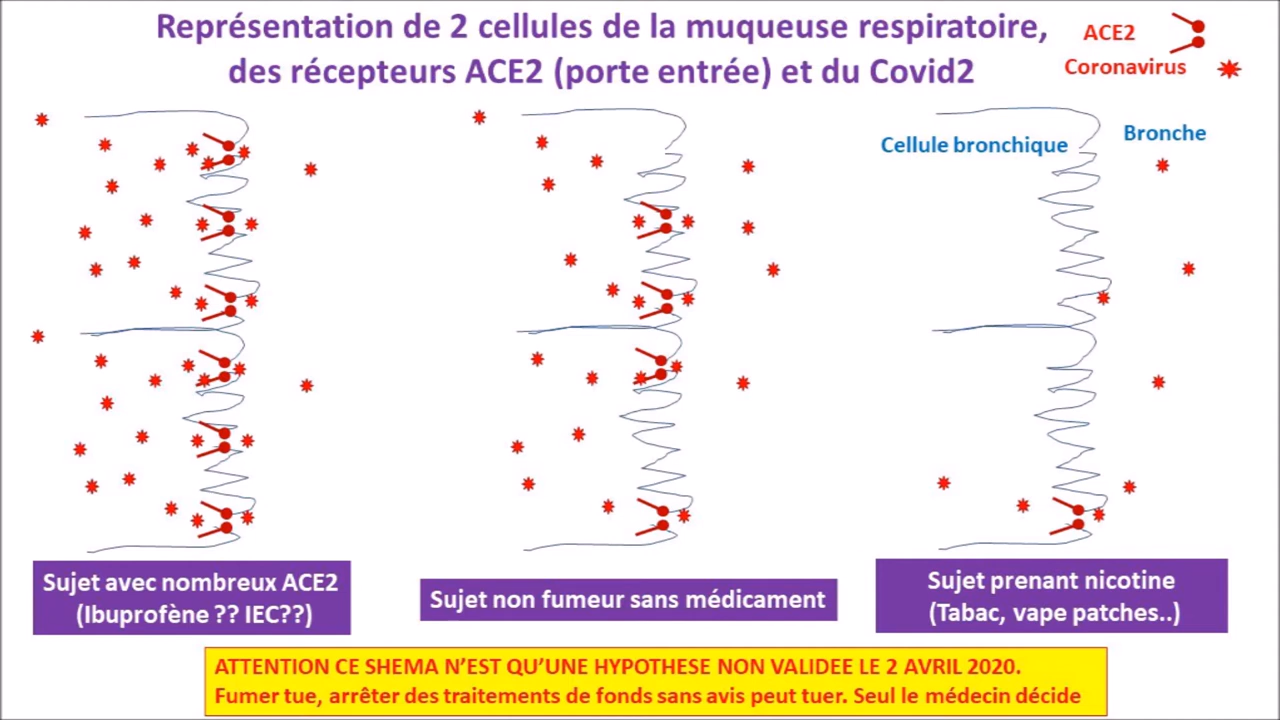 Représentation de 2 cellules de la muqueuse respiratoire,
des récepteurs ACE2 (porte entrée) et du Covid2
ACE2
Coronavirus
Cellule bronchique
Bronche
Sujet avec nombreux ACE2
(Ibuprofène ?? IEC??)
Sujet non fumeur sans médicament
Sujet prenant nicotine
(Tabac, vape patches..)
ATTENTION CE SHEMA N’EST QU’UNE HYPOTHESE NON VALIDEE LE 2 AVRIL 2020.
Fumer tue, arrêter des traitements de fonds sans avis peut tuer. Seul le médecin décide